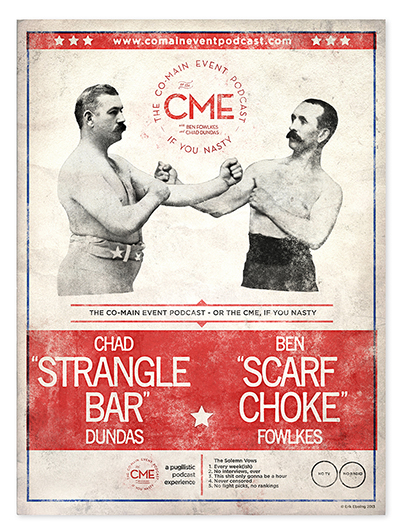 www.comaineventpodcast.com
THE CO-MAIN EVENT PODCAST
CME
BEN FOWLKES
CHAD DUNDAS
IF YOU NASTY
THE CO-MAIN EVENT PODCAST - OR THE CME, IF YOU NASTY
CHAD
"STRANGLE
BAR"
DUNDAS
BEN
"SCARF
CHOKE"
FOWLKES
CME
a pugilistic
podcast
experience
The Solemn Vows
1. Every week(ish)
2. No interviews, ever
3. This shit only gonna be a hour
4. Never censored
5. No fight picks, no rankings
NO TV
NO RADIO
© Erik Ebeling 2013